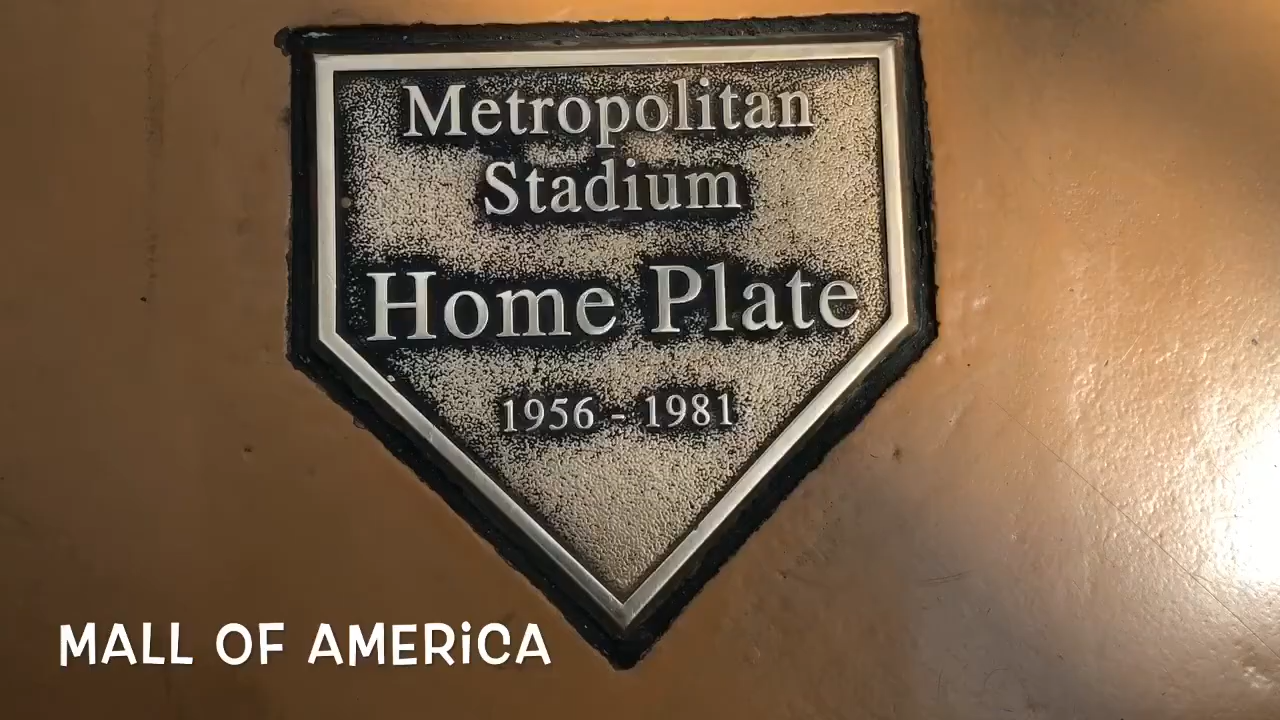 Metropolitan
Stadium
Home Plate
1956 - 1981
MALL OF AMERiCA